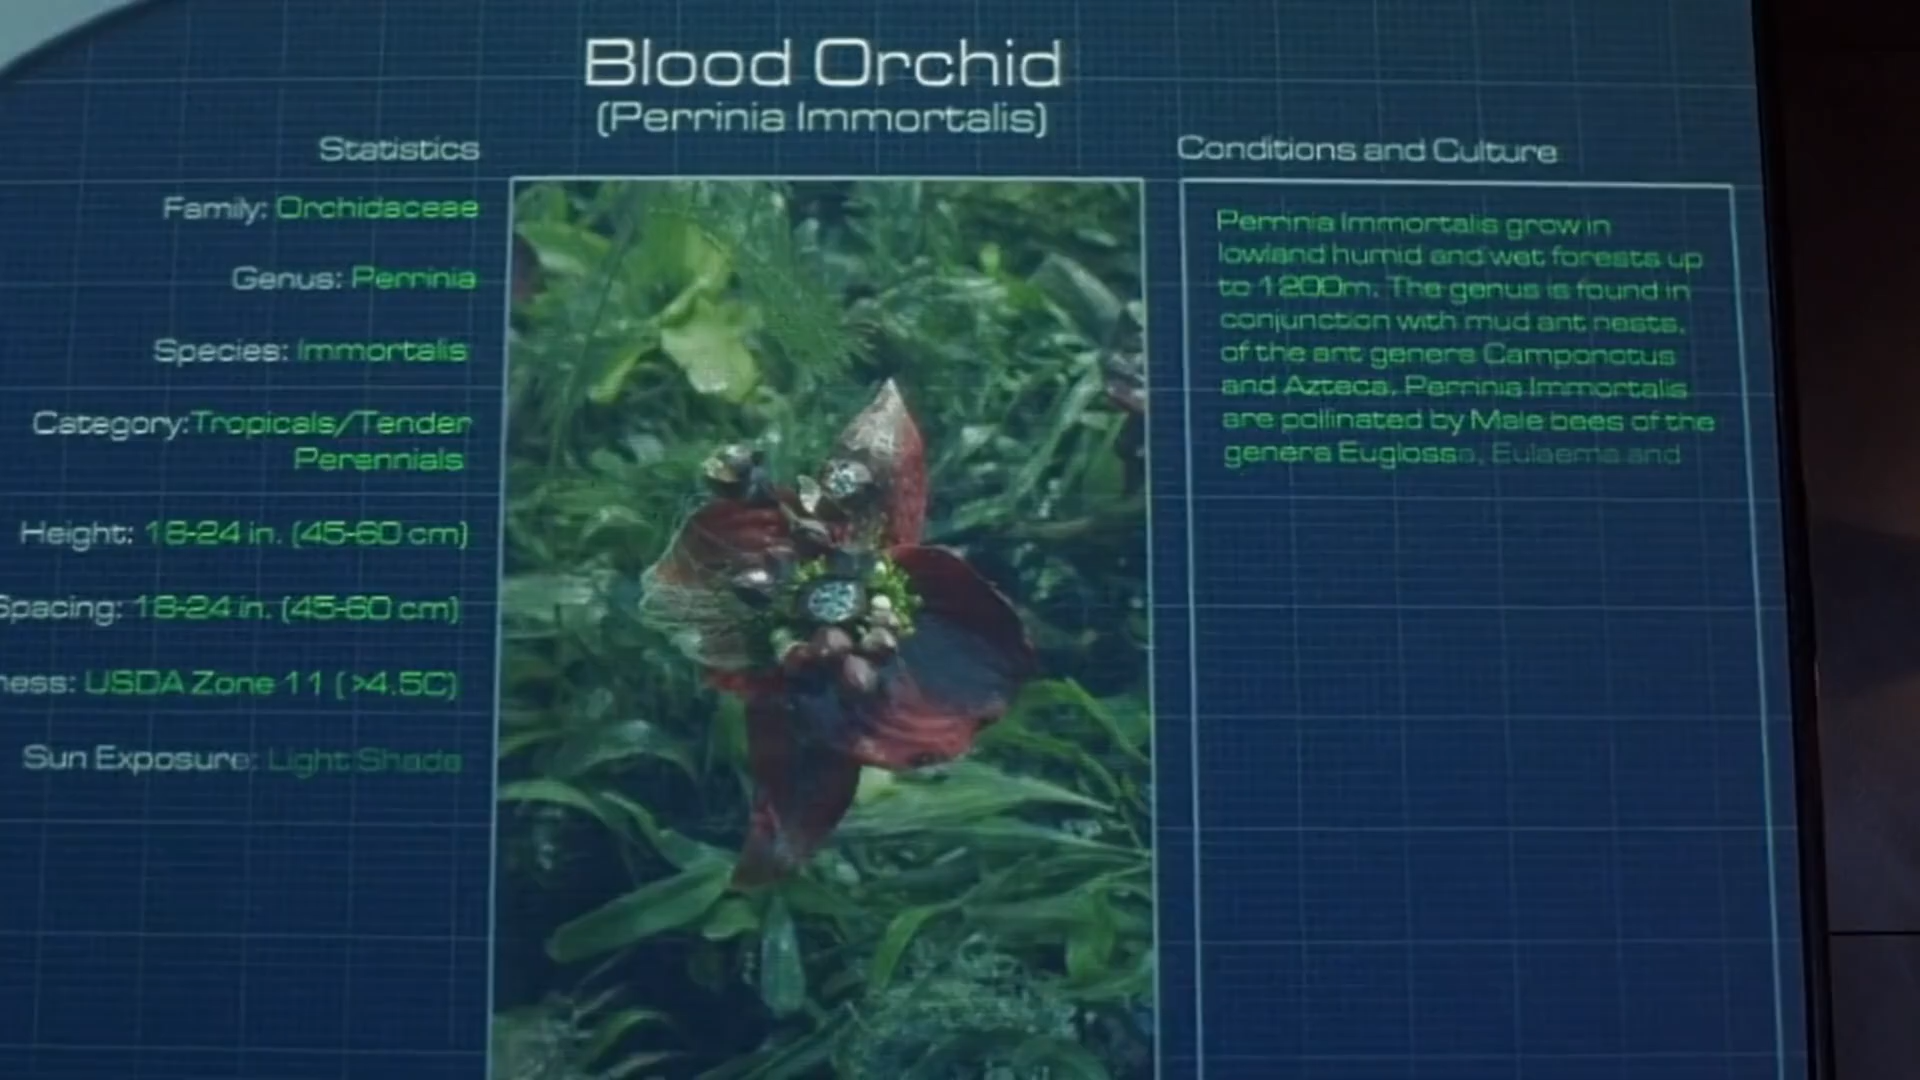 Blood Orchid
(Perrinia Immortalis)
Statistics
Family: Orchidaceae
Genus: Perrinia
Species: Immortalis
Category:Tropicals/Tender
Perennials
Height: 18-24 in. (45-60 cm)
Spacing: 18-24 in. (45-60 cm)
ness: USDA Zone 11 (>4.5C)
Sun Exposure: Light Shade
Conditions and Culture
Perrinia Immortalis grow in
lowland humid and wet forests up
to 1200m. The genus is found in
conjunction with mud ant nests,
of the ant genera Camponotus
and Azteca. Perrinia Immortalis
are pollinated by Male bees of the
genera Euglossa, Eulaema and